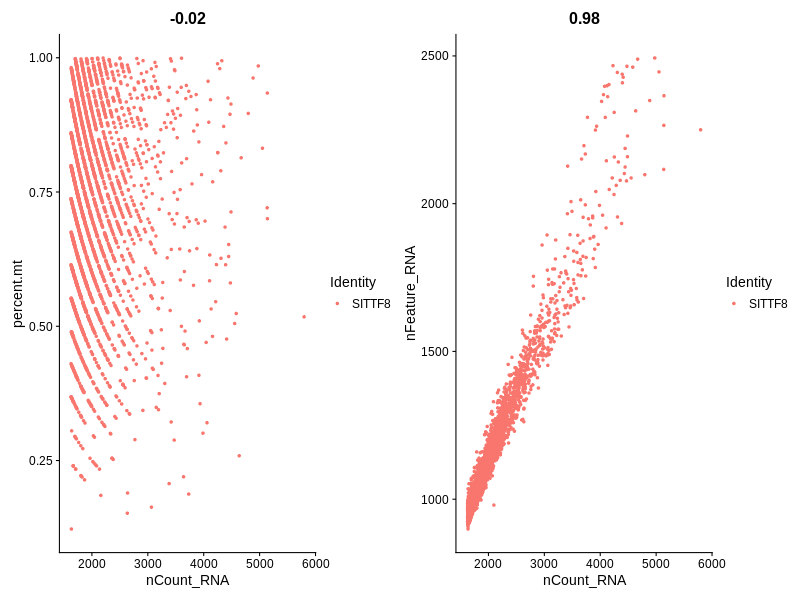 -0.02
percent.mt
1.00
0.75
0.50
0.25
2000 3000 4000 5000 6000
nCount_RNA
Identity
SITTF8
0.98
nFeature_RNA
2500
2000
1500
1000
2000 3000 4000 5000 6000
nCount_RNA
Identity
SITTF8